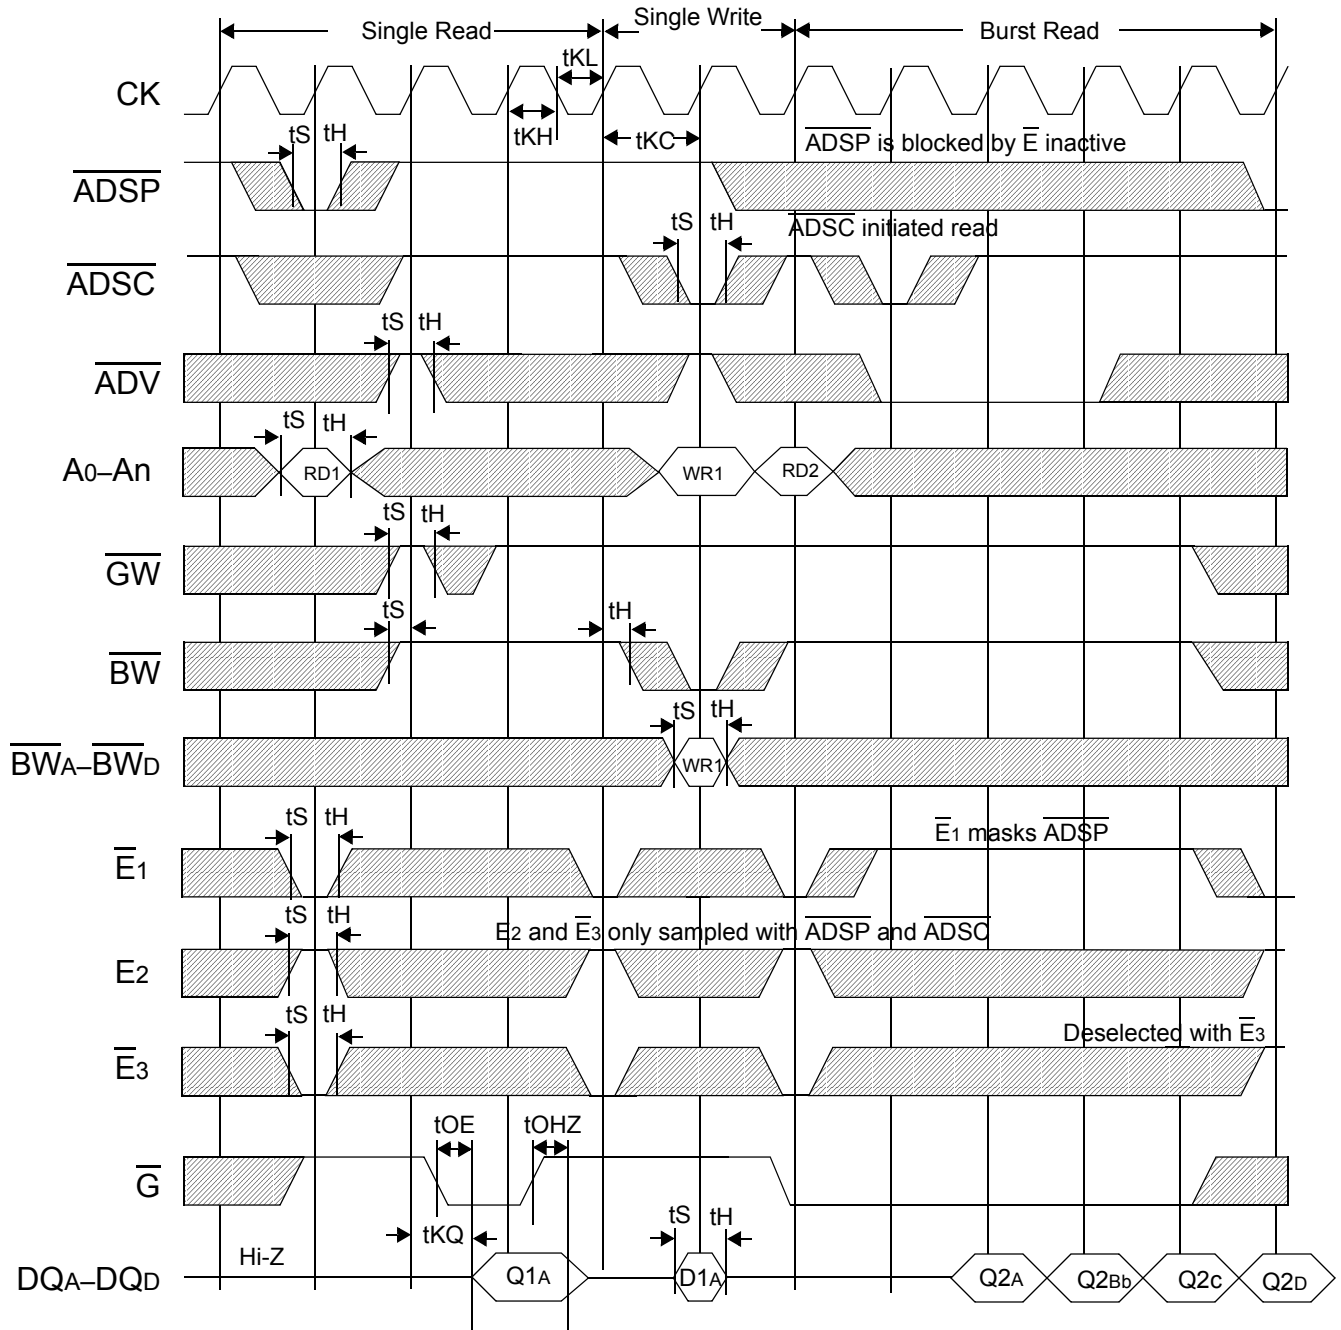 Single Read
Single Write
Burst Read
CK
tKL
tKH
tKC
tS tH
ADSP is blocked by E inactive
ADSP
tS tH
ADSC initiated read
ADSC
tS tH
ADV
tS tH
A0–An
RD1
WR1
RD2
tS tH
GW
tS
tH
BW
tS tH
BWA–BWD
WR1
tS tH
E1 masks ADSP
E1
tS tH
E2 and E3 only sampled with ADSP and ADSC
E2
tS tH
Deselected with E3
E3
tOE
tOHZ
G
tKQ
tS tH
Hi-Z
DQA–DQD
Q1A
D1A
Q2A
Q2Bb
Q2c
Q2D